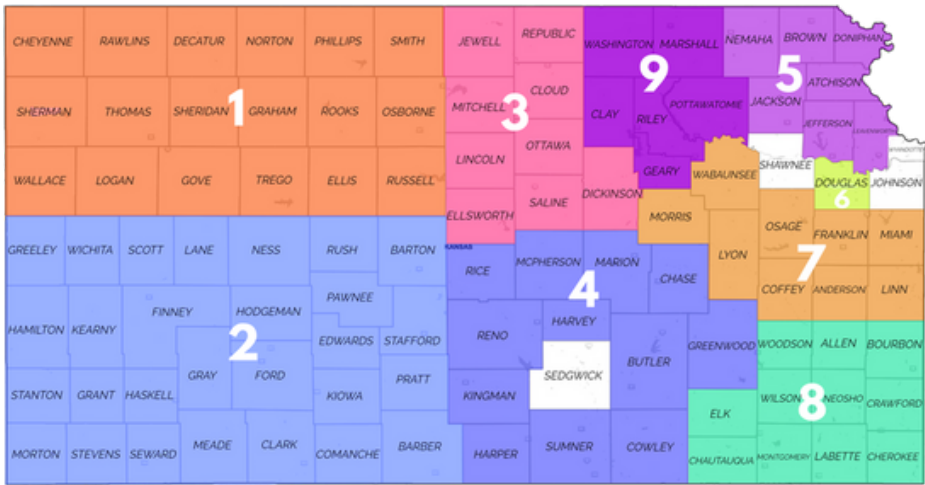 CHEYENNE RAWLINS DECATUR NORTON PHILLIPS SMITH JEWELL REPUBLIC WASHINGTON MARSHALL NEMAHA BROWN DONIPHAN
9 5
SHERMAN THOMAS SHERIDAN 1 GRAHAM ROOKS OSBORNE MITCHELL 3 CLOUD CLAY RILEY POTTAWATOMIE JACKSON ATCHISON
JEFFERSON LEAVENWORTH
WYANDOTTE
WALLACE LOGAN GOVE TREGO ELLIS RUSSELL LINCOLN OTTAWA GEARY WABAUNSEE SHAWNEE DOUGLAS JOHNSON
6
ELLSWORTH SALINE DICKINSON MORRIS
KANSAS
GREELEY WICHITA SCOTT LANE NESS RUSH BARTON RICE MCPHERSON MARION CHASE LYON OSAGE FRANKLIN MIAMI
4 7
HAMILTON KEARNY FINNEY HODGEMAN PAWNEE COFFEY ANDERSON LINN
2 EDWARDS STAFFORD RENO HARVEY BUTLER GREENWOOD WOODSON ALLEN BOURBON
STANTON GRANT HASKELL GRAY FORD KIOWA PRATT KINGMAN SEDGWICK ELK WILSON 8 NEOSHO CRAWFORD
MORTON STEVENS SEWARD MEADE CLARK COMANCHE BARBER HARPER SUMNER COWLEY CHAUTAUQUA MONTGOMERY LABETTE CHEROKEE